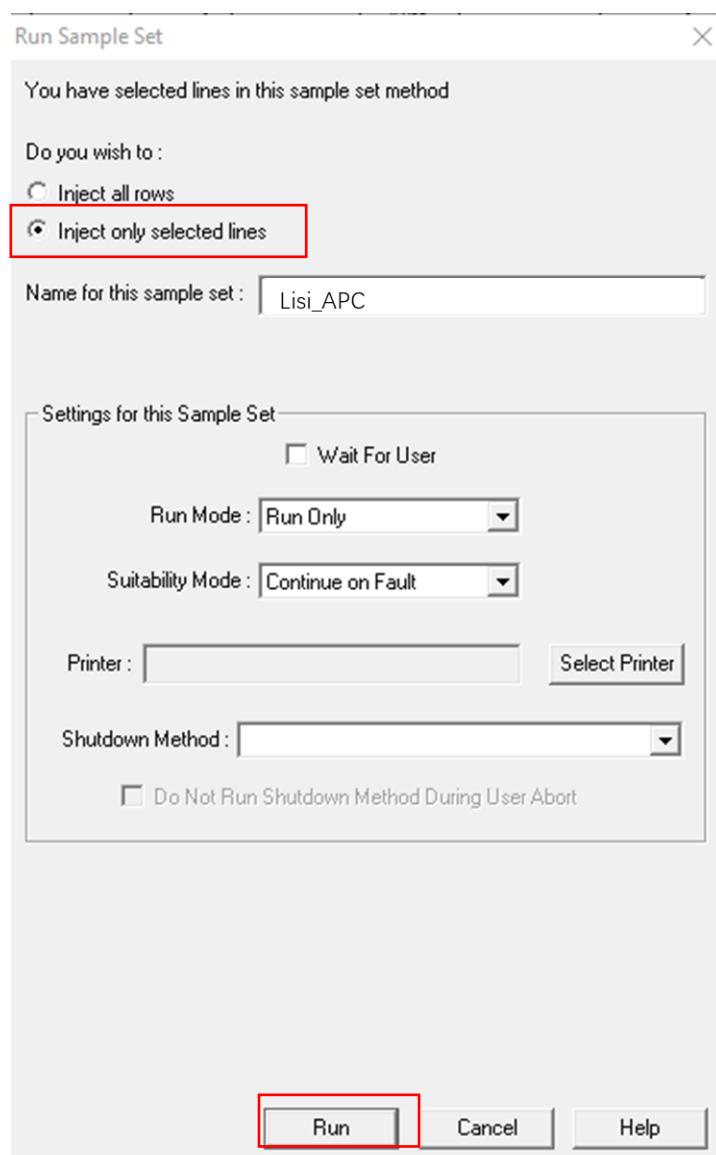 Run Sample Set
You have selected lines in this sample set method
Do you wish to :
Inject all rows
Inject only selected lines
Name for this sample set : Lisi_APC
Settings for this Sample Set
Wait For User
Run Mode : Run Only
Suitability Mode : Continue on Fault
Printer : Select Printer
Shutdown Method :
Do Not Run Shutdown Method During User Abort
Run Cancel Help